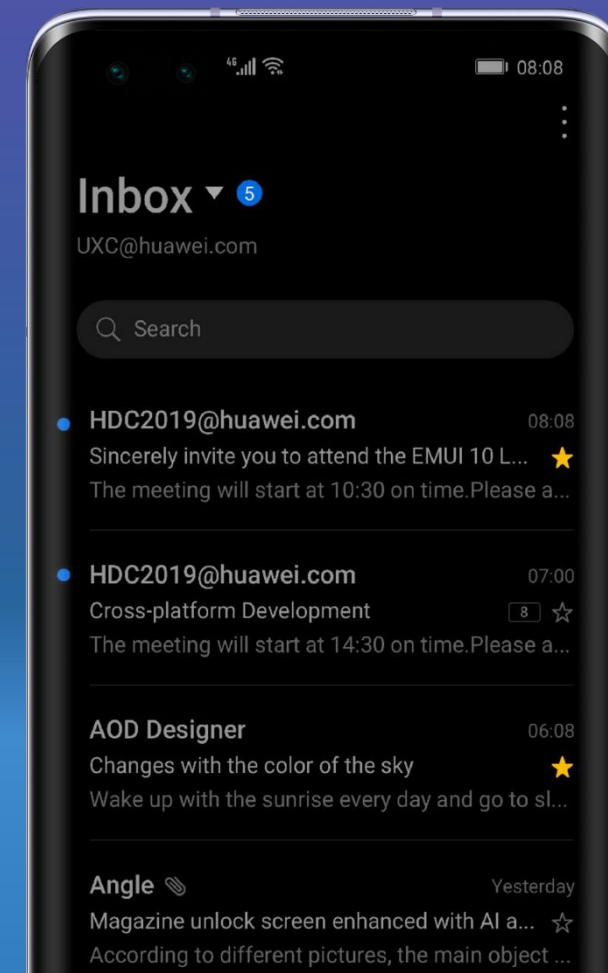 4G 08:08
Inbox 5
UXC@huawei.com
Search
HDC2019@huawei.com 08:08
Sincerely invite you to attend the EMUI 10 L...
The meeting will start at 10:30 on time.Please a...
HDC2019@huawei.com 07:00
Cross-platform Development 8
The meeting will start at 14:30 on time.Please a...
AOD Designer 06:08
Changes with the color of the sky
Wake up with the sunrise every day and go to sl...
Angle Yesterday
Magazine unlock screen enhanced with AI a...
According to different pictures, the main object ...